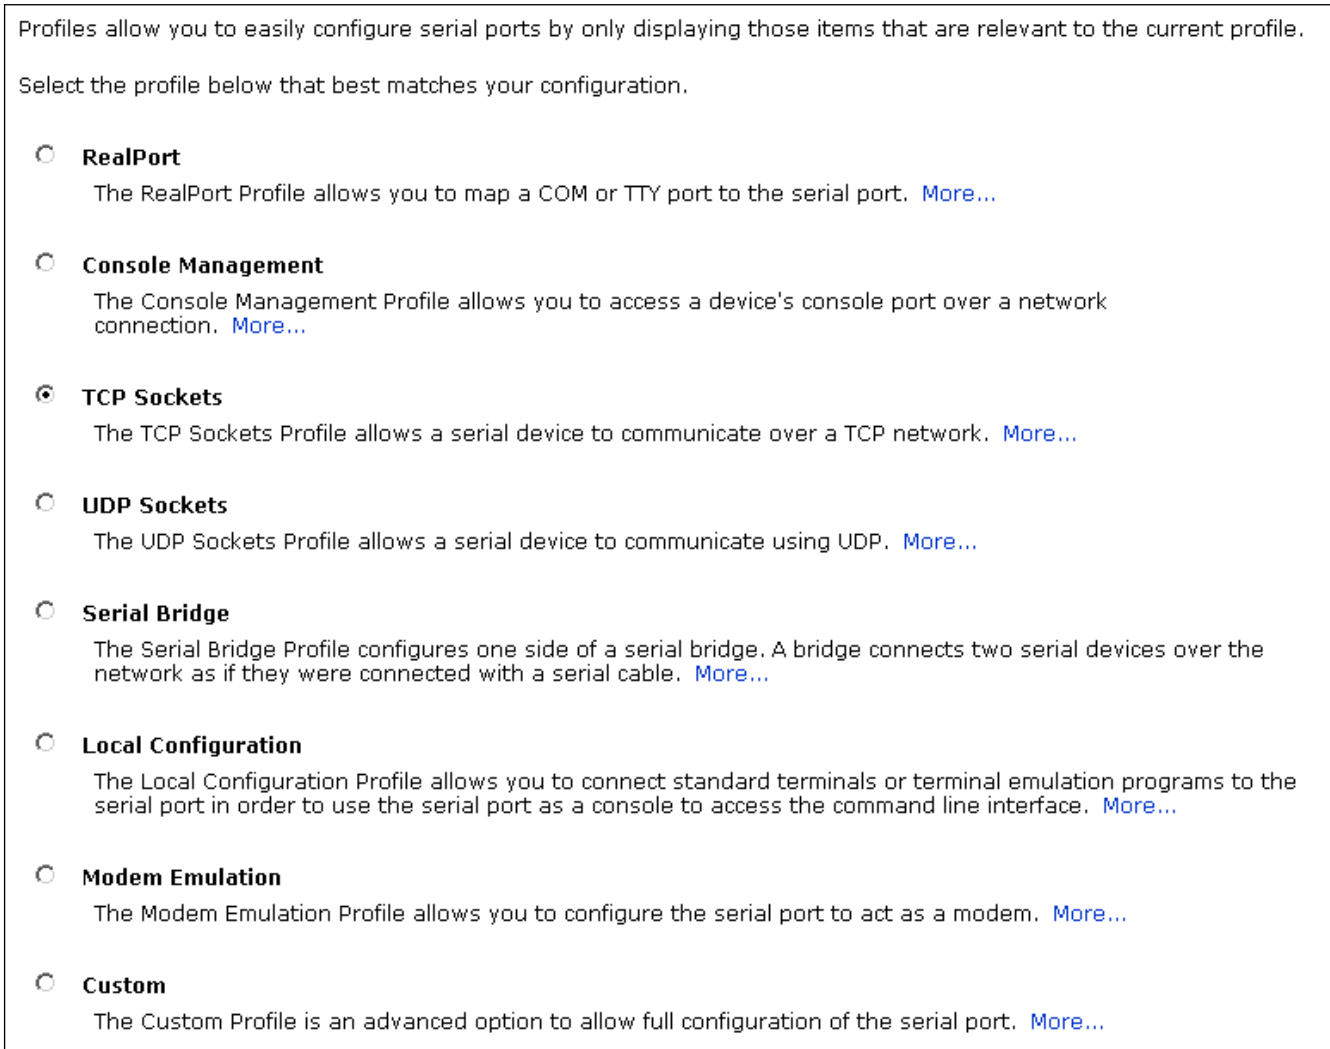 Profiles allow you to easily configure serial ports by only displaying those items that are relevant to the current profile.
Select the profile below that best matches your configuration.
RealPort
The RealPort Profile allows you to map a COM or TTY port to the serial port. More...
Console Management
The Console Management Profile allows you to access a device's console port over a network
connection. More...
TCP Sockets
The TCP Sockets Profile allows a serial device to communicate over a TCP network. More...
UDP Sockets
The UDP Sockets Profile allows a serial device to communicate using UDP. More...
Serial Bridge
The Serial Bridge Profile configures one side of a serial bridge. A bridge connects two serial devices over the
network as if they were connected with a serial cable. More...
Local Configuration
The Local Configuration Profile allows you to connect standard terminals or terminal emulation programs to the
serial port in order to use the serial port as a console to access the command line interface. More...
Modem Emulation
The Modem Emulation Profile allows you to configure the serial port to act as a modem. More...
Custom
The Custom Profile is an advanced option to allow full configuration of the serial port. More...